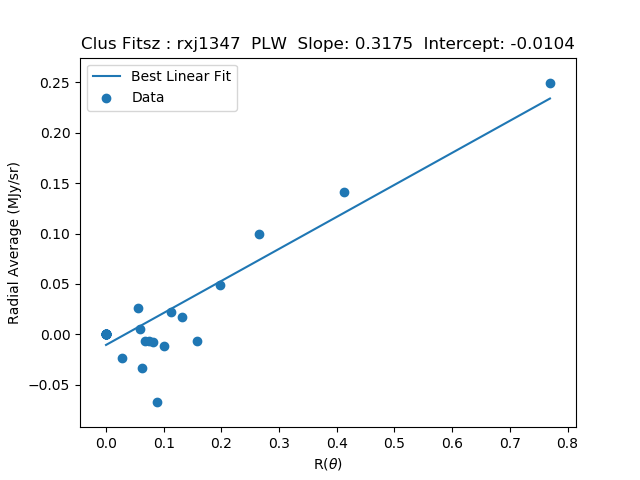 Clus Fitsz : rxj1347  PLW  Slope: 0.3175  Intercept: -0.0104
Best Linear Fit
Data
0.25
0.20
0.15
0.10
0.05
0.00
−0.05
Radial Average (MJy/sr)
0.0 0.1 0.2 0.3 0.4 0.5 0.6 0.7 0.8
R(θ)